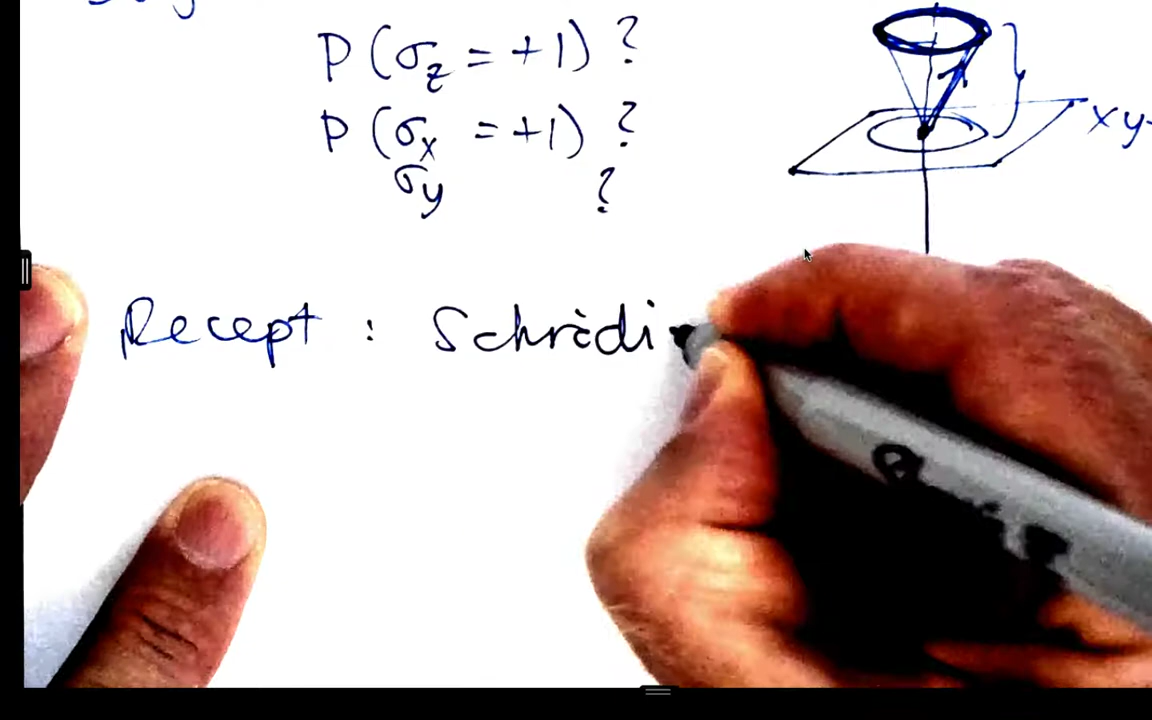 P (σz = +1) ?
P (σx = +1) ?
σy ?
xy-
Recept : Schrödi